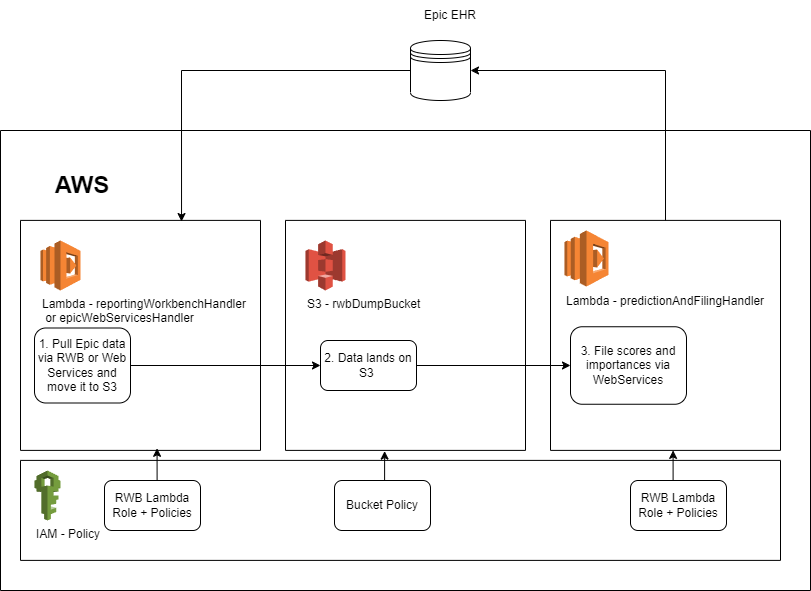 Epic EHR
AWS
Lambda - reportingWorkbenchHandler
or epicWebServicesHandler
1. Pull Epic data
via RWB or Web
Services and
move it to S3
S3 - rwbDumpBucket
2. Data lands on
S3
Lambda - predictionAndFilingHandler
3. File scores and
importances via
WebServices
IAM - Policy
RWB Lambda
Role + Policies
Bucket Policy
RWB Lambda
Role + Policies